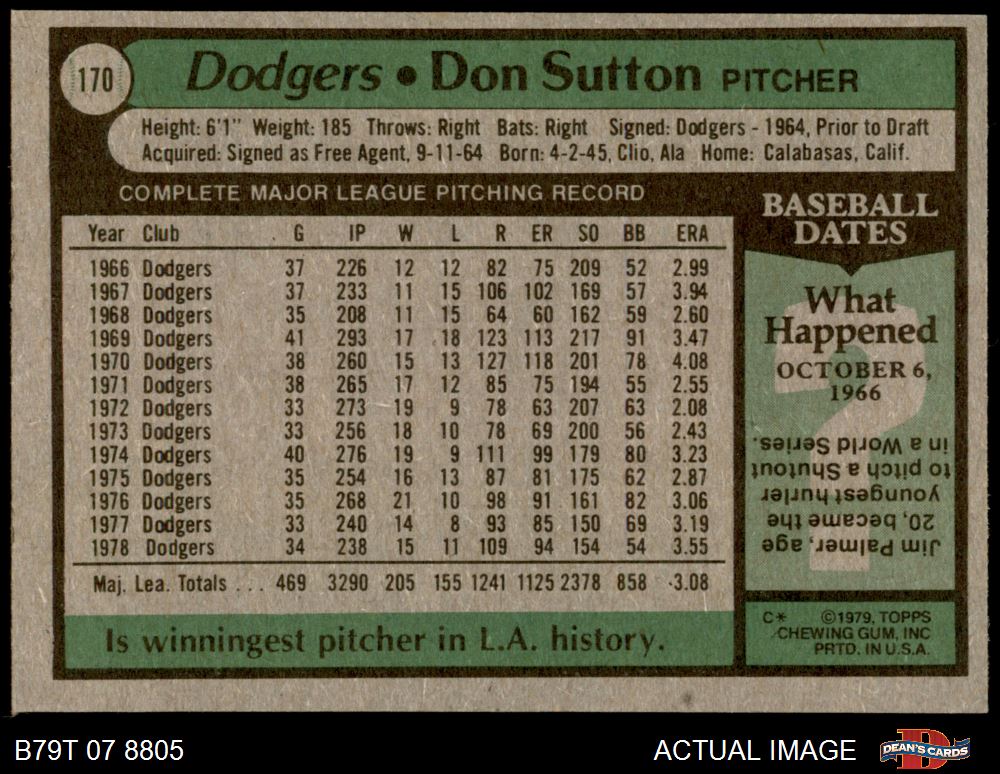 170
Dodgers • Don Sutton PITCHER
Height: 6'1" Weight: 185 Throws: Right Bats: Right Signed: Dodgers - 1964, Prior to Draft
Acquired: Signed as Free Agent, 9-11-64 Born: 4-2-45, Clio, Ala Home: Calabasas, Calif.
COMPLETE MAJOR LEAGUE PITCHING RECORD
Year Club G IP W L R ER SO BB ERA
1966 Dodgers 37 226 12 12 82 75 209 52 2.99
1967 Dodgers 37 233 11 15 106 102 169 57 3.94
1968 Dodgers 35 208 11 15 64 60 162 59 2.60
1969 Dodgers 41 293 17 18 123 113 217 91 3.47
1970 Dodgers 38 260 15 13 127 118 201 78 4.08
1971 Dodgers 38 265 17 12 85 75 194 55 2.55
1972 Dodgers 33 273 19 9 78 63 207 63 2.08
1973 Dodgers 33 256 18 10 78 69 200 56 2.43
1974 Dodgers 40 276 19 9 111 99 179 80 3.23
1975 Dodgers 35 254 16 13 87 81 175 62 2.87
1976 Dodgers 35 268 21 10 98 91 161 82 3.06
1977 Dodgers 33 240 14 8 93 85 150 69 3.19
1978 Dodgers 34 238 15 11 109 94 154 54 3.55
Maj. Lea. Totals . . . 469 3290 205 155 1241 1125 2378 858 3.08
Is winningest pitcher in L.A. history.
BASEBALL
DATES
What
Happened
OCTOBER 6,
1966
Jim Palmer, age
20, became the
youngest hurler
to pitch a Shutout
in a World Series.
C* ©1979, TOPPS
CHEWING GUM, INC
PRTD. IN U.S.A.
B79T 07 8805
ACTUAL IMAGE
DEAN'S CARDS